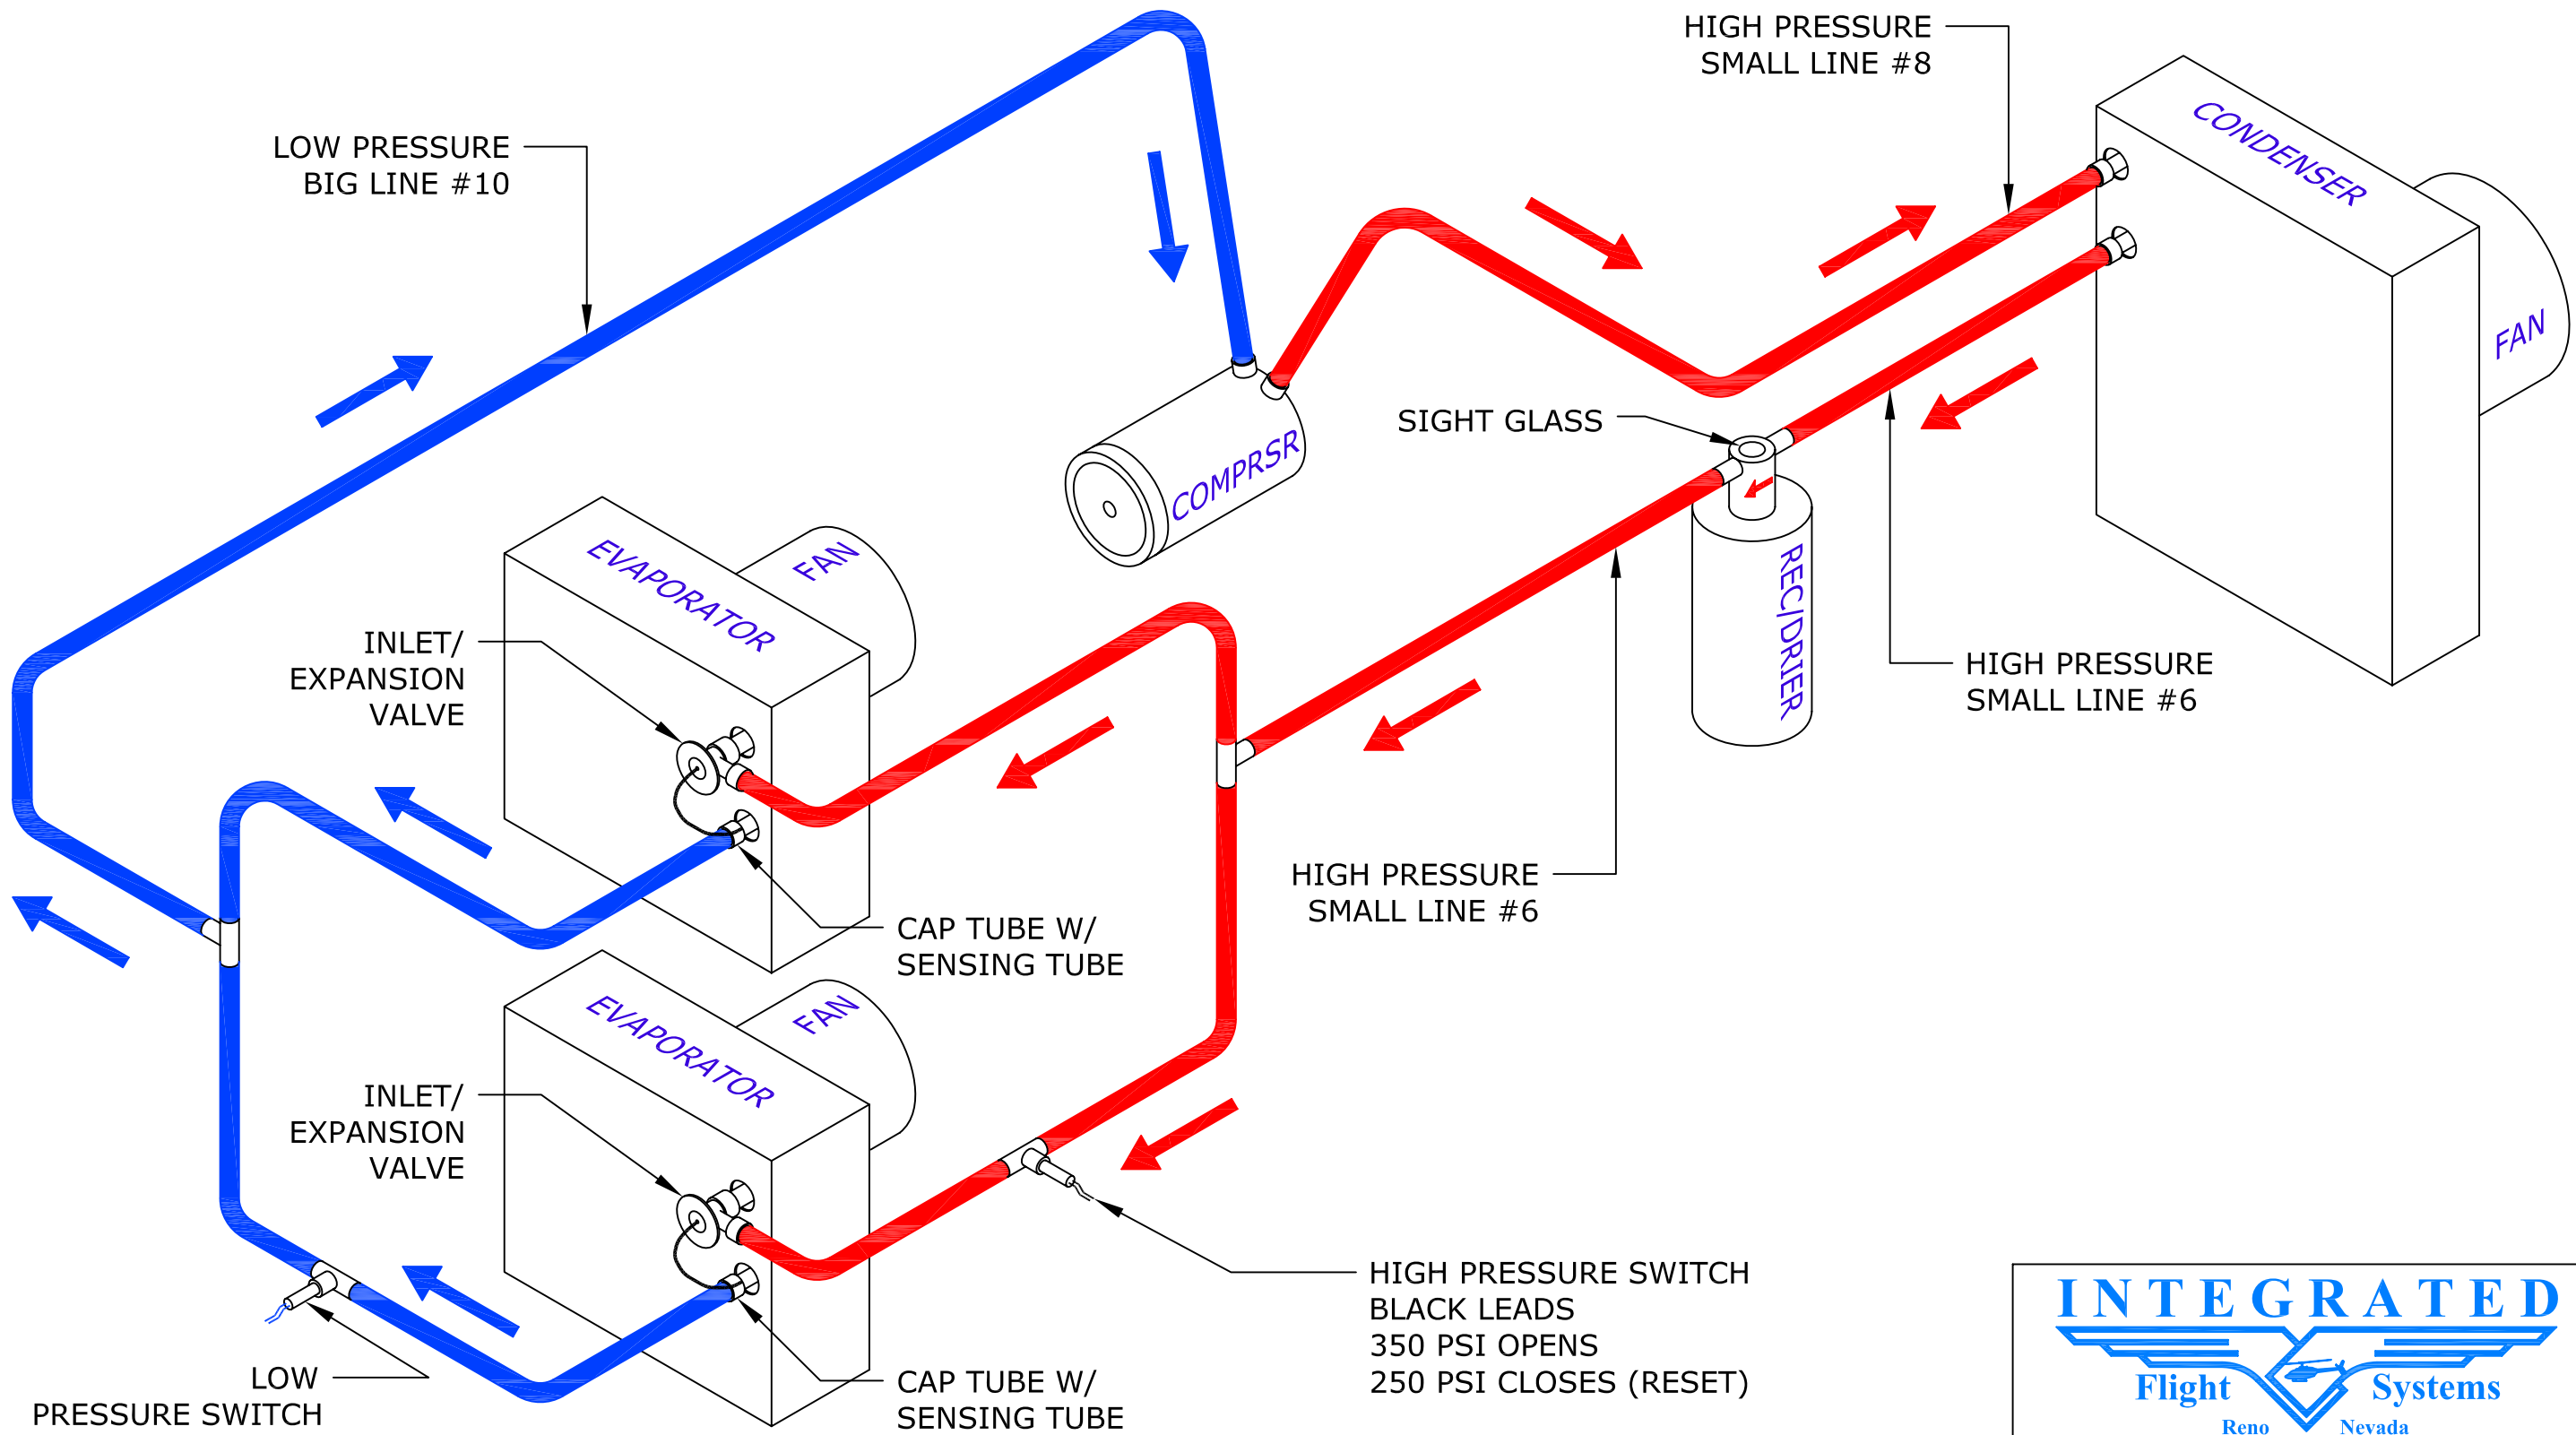 HIGH PRESSURE
SMALL LINE #8
LOW PRESSURE
BIG LINE #10
CONDENSER
FAN
SIGHT GLASS
COMPRSR
REC/DRIER
EVAPORATOR
FAN
INLET/
EXPANSION
VALVE
HIGH PRESSURE
SMALL LINE #6
HIGH PRESSURE
SMALL LINE #6
CAP TUBE W/
SENSING TUBE
EVAPORATOR
FAN
INLET/
EXPANSION
VALVE
HIGH PRESSURE SWITCH
BLACK LEADS
350 PSI OPENS
250 PSI CLOSES (RESET)
LOW
PRESSURE SWITCH
CAP TUBE W/
SENSING TUBE
INTEGRATED
Flight Systems
Reno Nevada